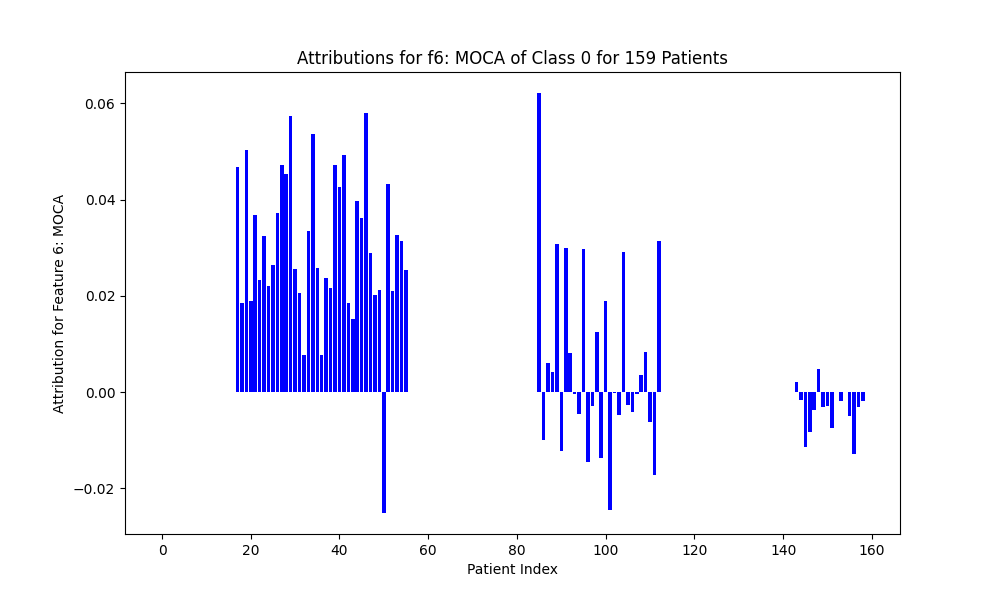 Attributions for f6: MOCA of Class 0 for 159 Patients
Attribution for Feature 6: MOCA
0.06
0.04
0.02
0.00
−0.02
0 20 40 60 80 100 120 140 160
Patient Index